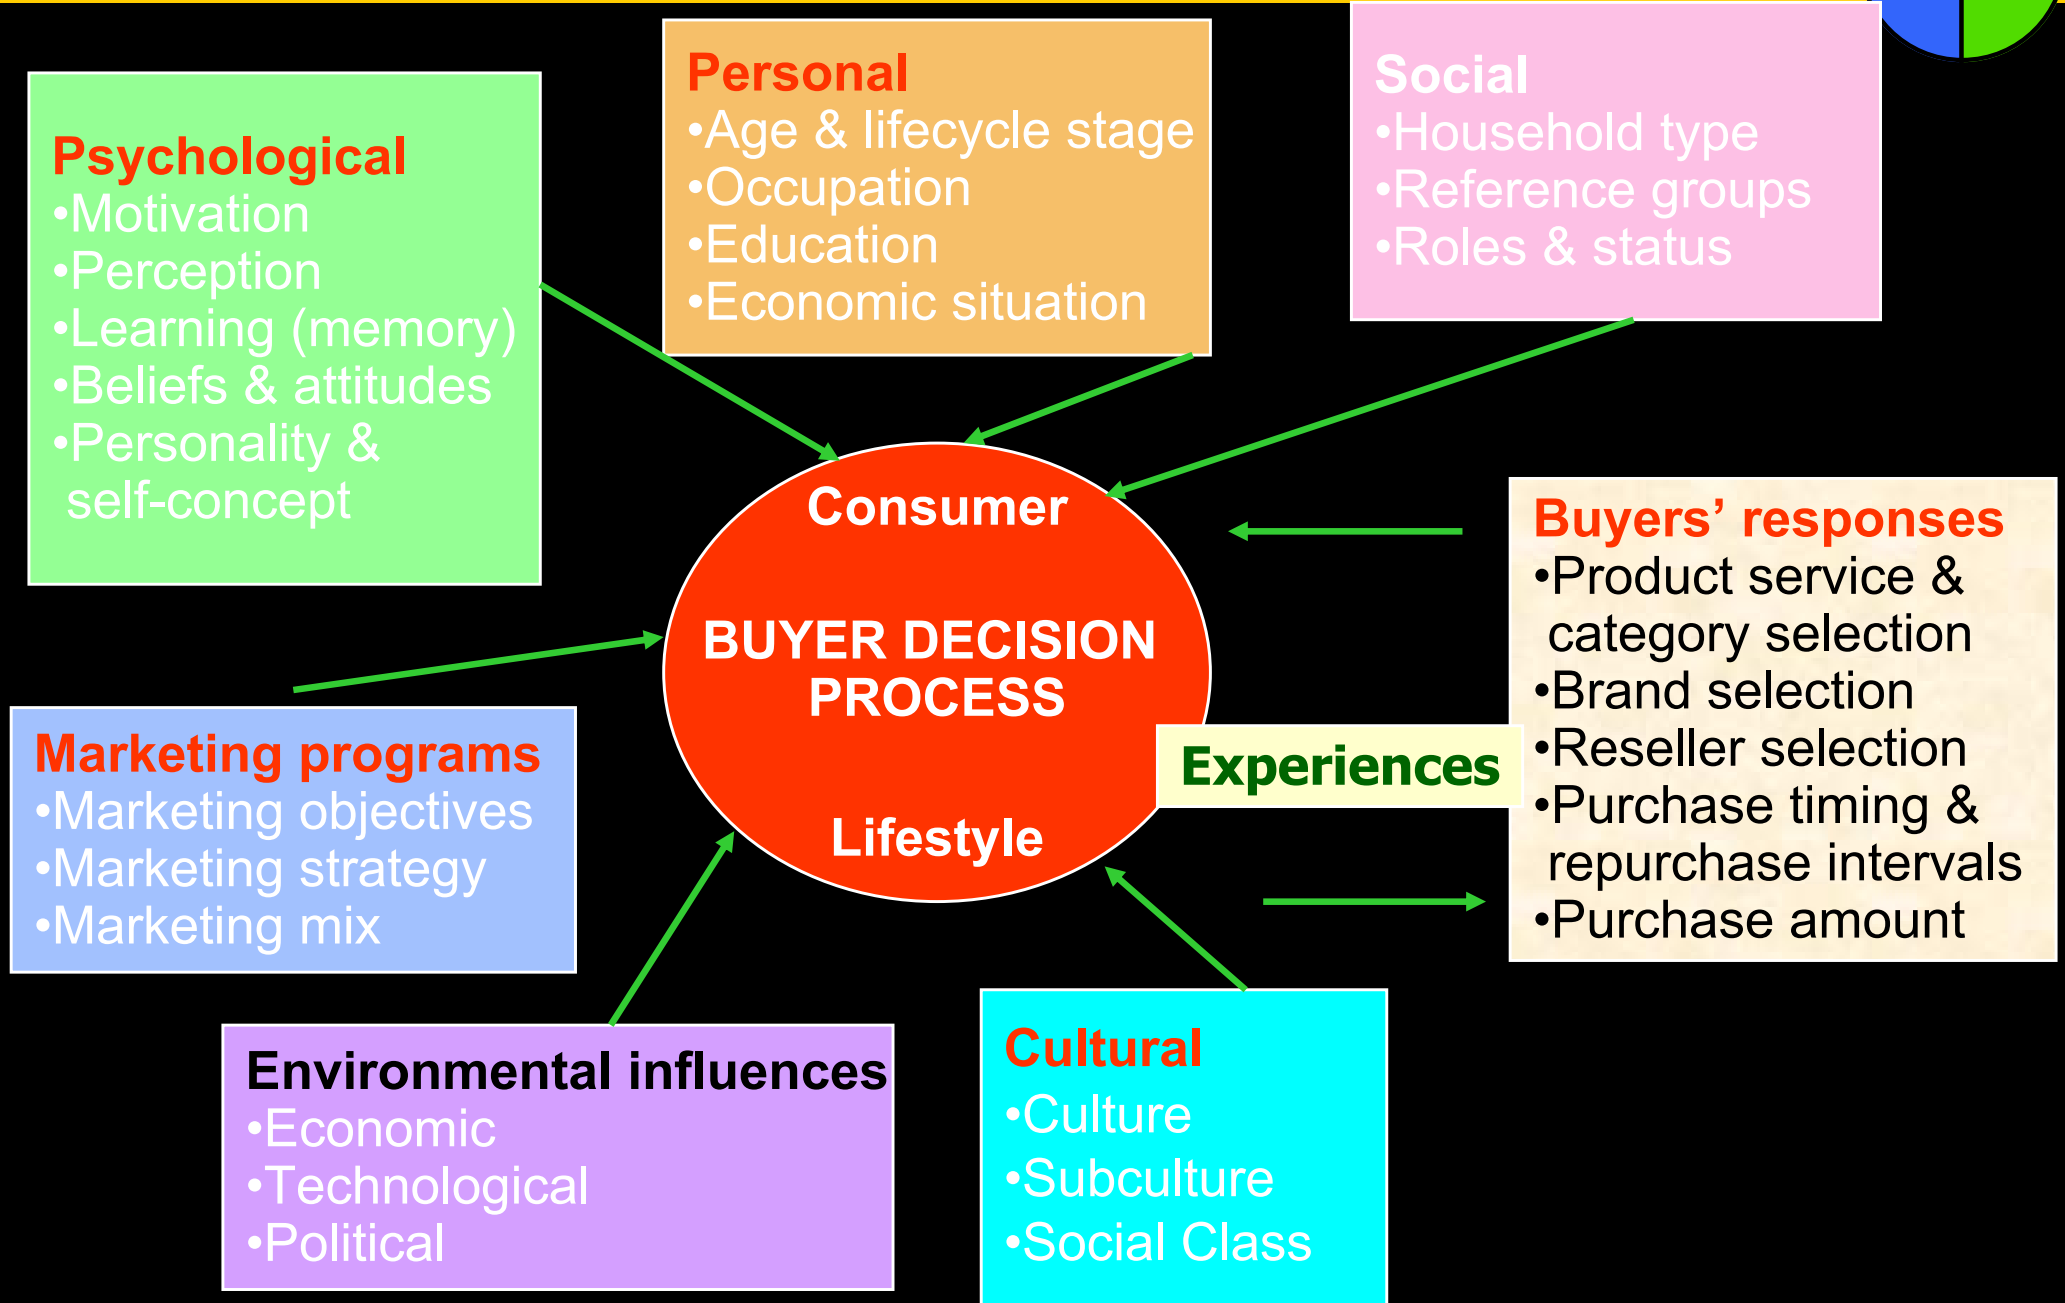 Psychological
•Motivation
•Perception
•Learning (memory)
•Beliefs & attitudes
•Personality &
self-concept
Personal
•Age & lifecycle stage
•Occupation
•Education
•Economic situation
Social
•Household type
•Reference groups
•Roles & status
Consumer
BUYER DECISION
PROCESS
Lifestyle
Experiences
Buyers’ responses
•Product service &
category selection
•Brand selection
•Reseller selection
•Purchase timing &
repurchase intervals
•Purchase amount
Marketing programs
•Marketing objectives
•Marketing strategy
•Marketing mix
Environmental influences
•Economic
•Technological
•Political
Cultural
•Culture
•Subculture
•Social Class